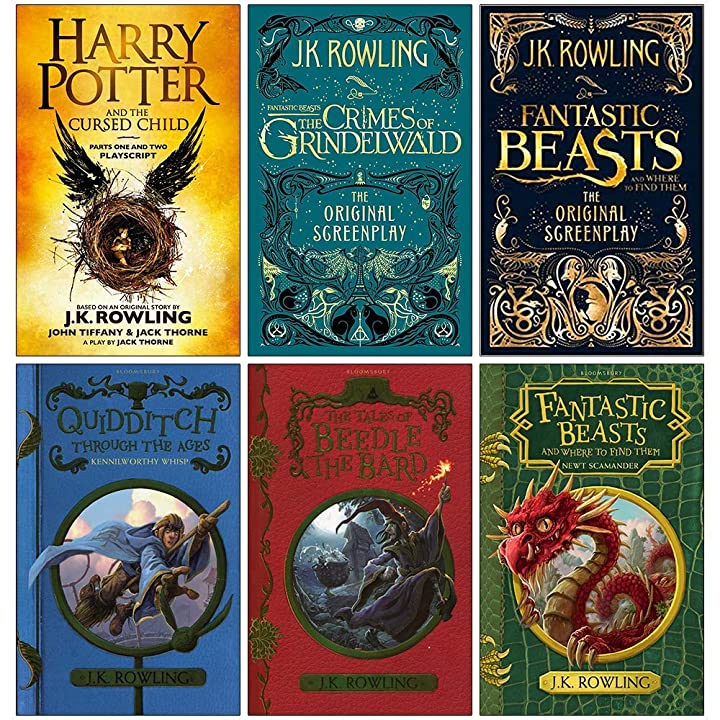 HARRY
POTTER
AND THE
CURSED CHILD
PARTS ONE AND TWO
PLAYSCRIPT
BASED ON AN ORIGINAL STORY BY
J.K. ROWLING
JOHN TIFFANY & JACK THORNE
A PLAY BY JACK THORNE
J.K. ROWLING
FANTASTIC BEASTS
THE CRIMES OF
GRINDELWALD
THE
ORIGINAL
SCREENPLAY
J.K. ROWLING
FANTASTIC
BEASTS
AND WHERE
TO FIND THEM
THE
ORIGINAL
SCREENPLAY
BLOOMSBURY
QUIDDITCH
THROUGH THE AGES
KENNILWORTHY WHISP
J.K. ROWLING
BLOOMSBURY
THE TALES OF
BEEDLE
THE BARD
J.K. ROWLING
BLOOMSBURY
FANTASTIC
BEASTS
AND WHERE TO FIND THEM
NEWT SCAMANDER
J.K. ROWLING